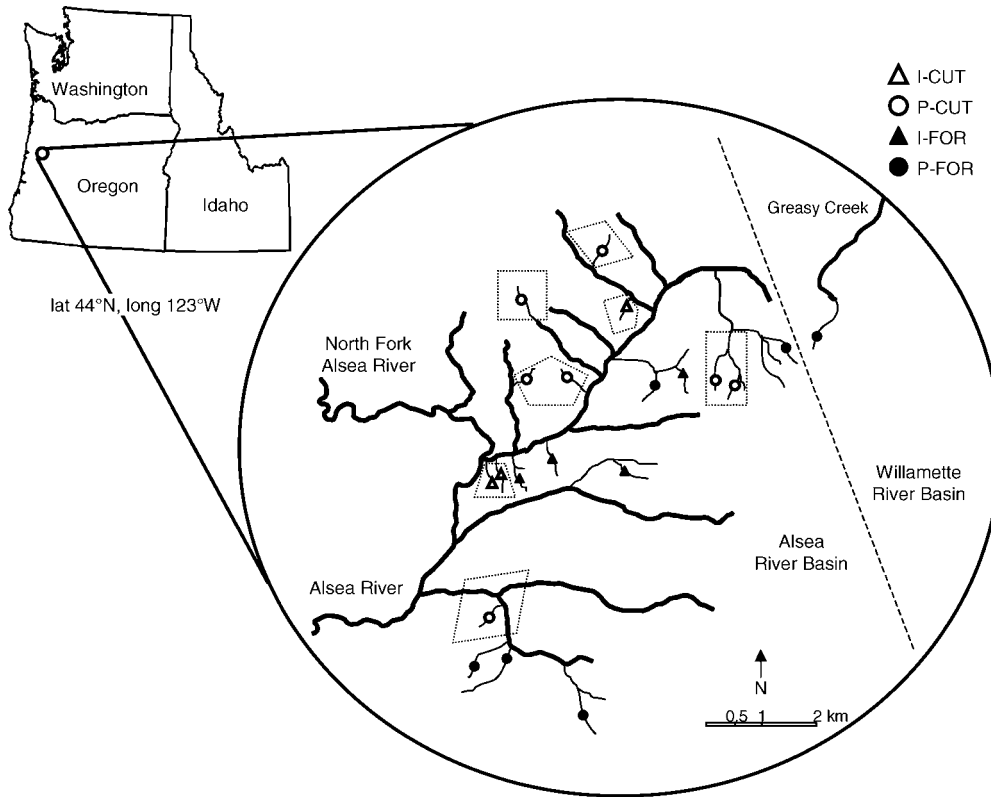 Washington
Oregon
Idaho
lat 44°N, long 123°W
I-CUT
P-CUT
I-FOR
P-FOR
Greasy Creek
North Fork
Alsea River
Willamette
River Basin
Alsea
River Basin
Alsea River
N
0.5 1 2 km